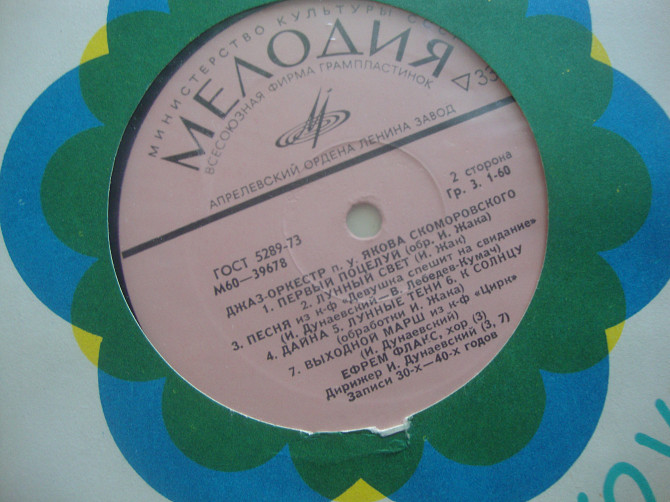 МИНИСТЕРСТВО КУЛЬТУРЫ СССР
МЕЛОДИЯ
ВСЕСОЮЗНАЯ ФИРМА ГРАМПЛАСТИНОК
33
АПРЕЛЕВСКИЙ ОРДЕНА ЛЕНИНА ЗАВОД
ГОСТ 5289-73
2 сторона
М60—39678
Гр. 3. 1-60
ДЖАЗ-ОРКЕСТР п. у. ЯКОВА СКОМОРОВСКОГО
1. ПЕРВЫЙ ПОЦЕЛУЙ (обр. И. Жака)
2. ЛУННЫЙ СВЕТ (И. Жак)
3. ПЕСНЯ из к-ф «Девушка спешит на свидание»
(И. Дунаевский—В. Лебедев-Кумач)
4. ДАЙНА 5. ЛУННЫЕ ТЕНИ 6. К СОЛНЦУ
(обработки И. Жака)
7. ВЫХОДНОЙ МАРШ из к-ф «Цирк»
(И. Дунаевский)
ЕФРЕМ ФЛАКС, хор (3)
Дирижер И. Дунаевский (3, 7)
Записи 30-х—40-х годов